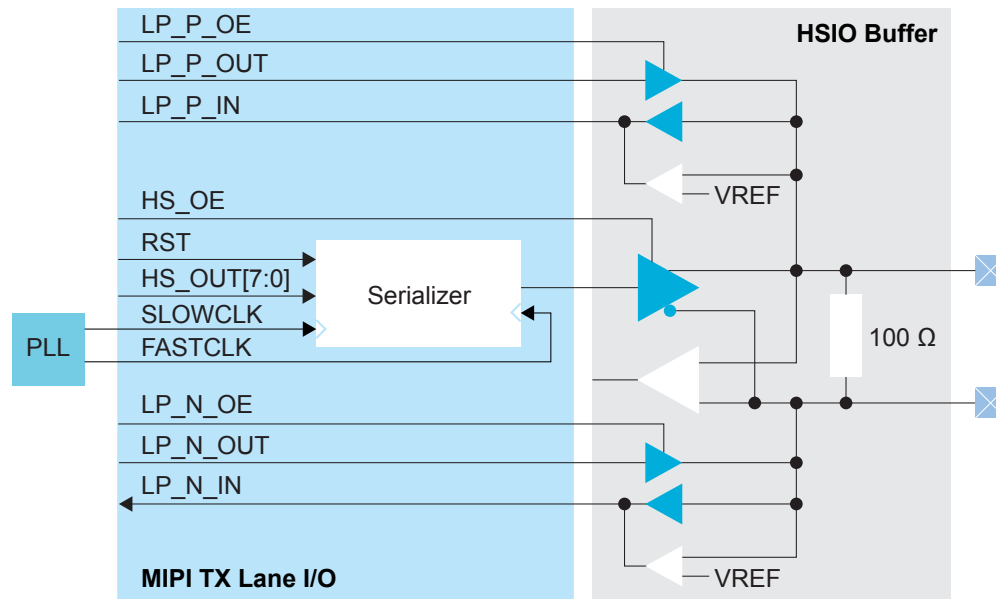 HSIO Buffer
LP_P_OE
LP_P_OUT
LP_P_IN
VREF
HS_OE
RST
HS_OUT[7:0]
Serializer
SLOWCLK
PLL
FASTCLK
100 Ω
LP_N_OE
LP_N_OUT
LP_N_IN
MIPI TX Lane I/O
VREF